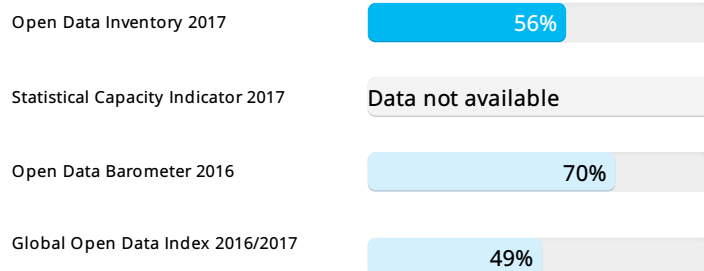 Open Data Inventory 2017
56%
Statistical Capacity Indicator 2017
Data not available
Open Data Barometer 2016
70%
Global Open Data Index 2016/2017
49%